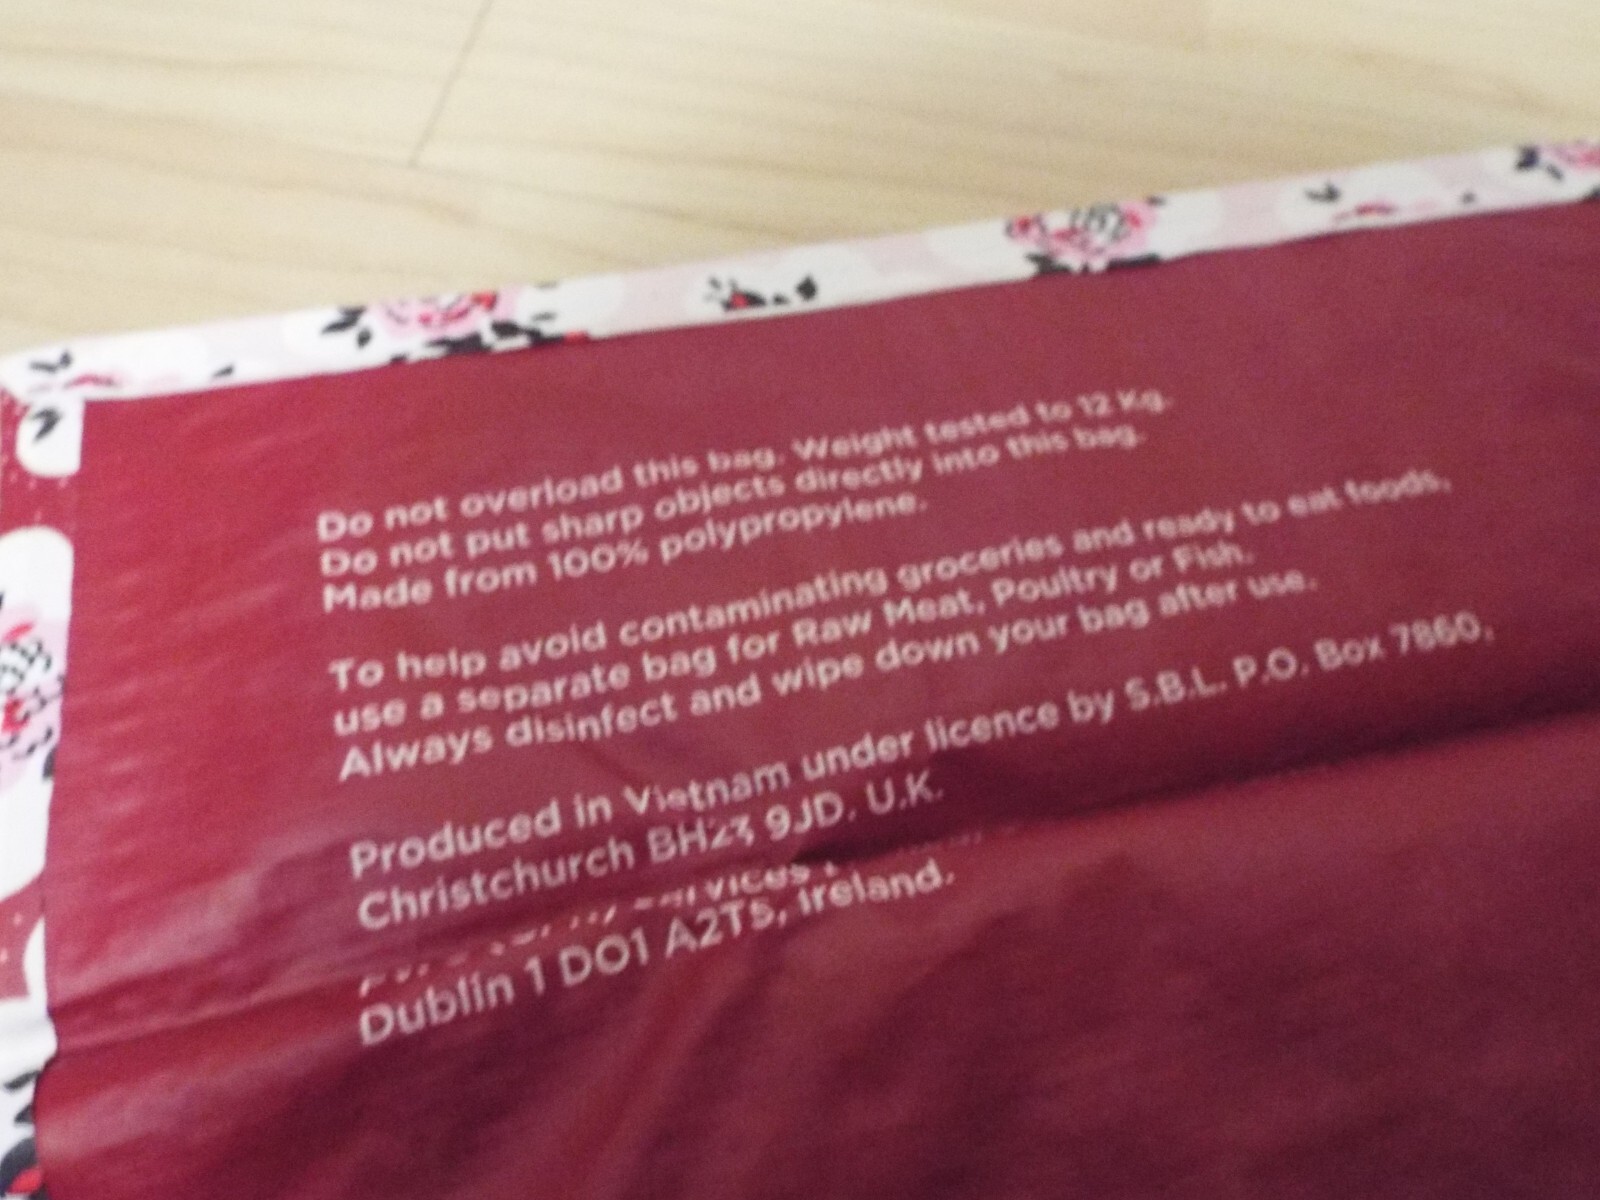 Do not overload this bag. Weight tested to 12 Kg.
Do not put sharp objects directly into this bag.
Made from 100% polypropylene.
To help avoid contaminating groceries and ready to eat foods,
use a separate bag for Raw Meat, Poultry or Fish.
Always disinfect and wipe down your bag after use.
Produced in Vietnam under licence by S.B.L. P.O. Box 7860,
Christchurch BH23 9JD, U.K.
Services
Dublin 1 DO1 A2T5, Ireland.